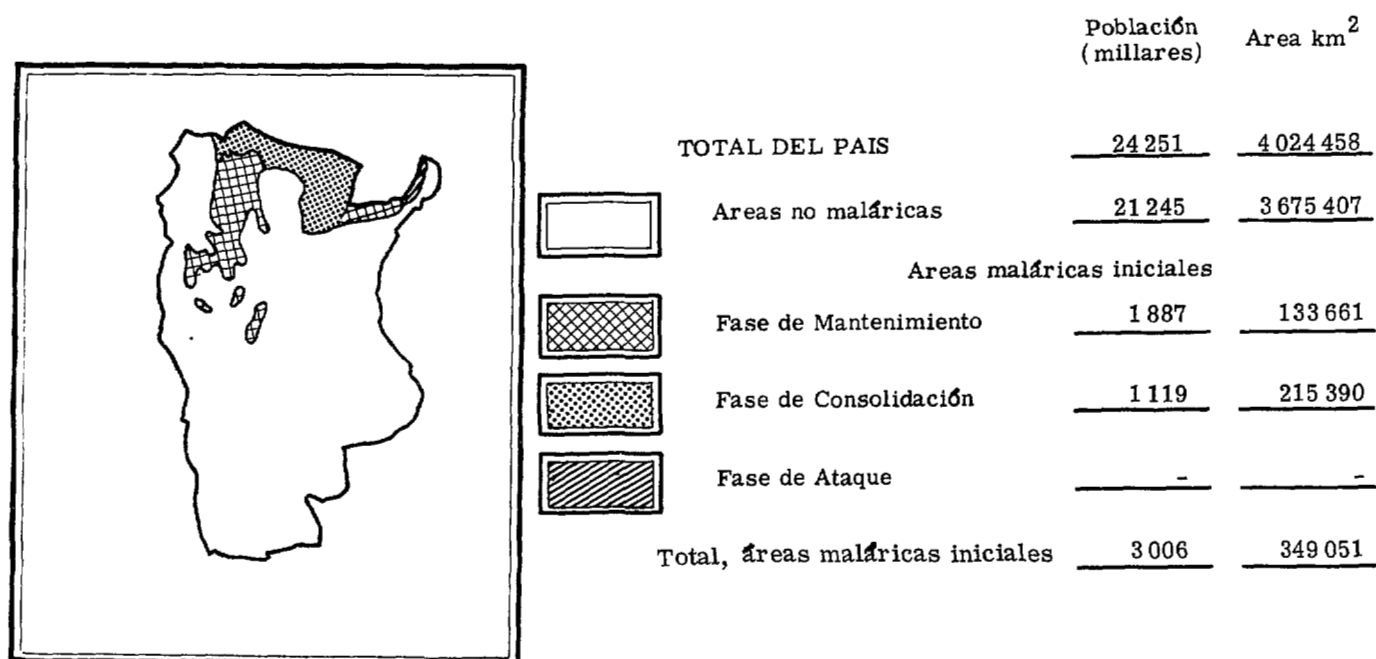 Población (millares) Area km²
TOTAL DEL PAIS 24 251 4 024 458
Areas no maláricas 21 245 3 675 407
Areas maláricas iniciales
Fase de Mantenimiento 1 887 133 661
Fase de Consolidación 1 119 215 390
Fase de Ataque - -
Total, áreas maláricas iniciales 3 006 349 051